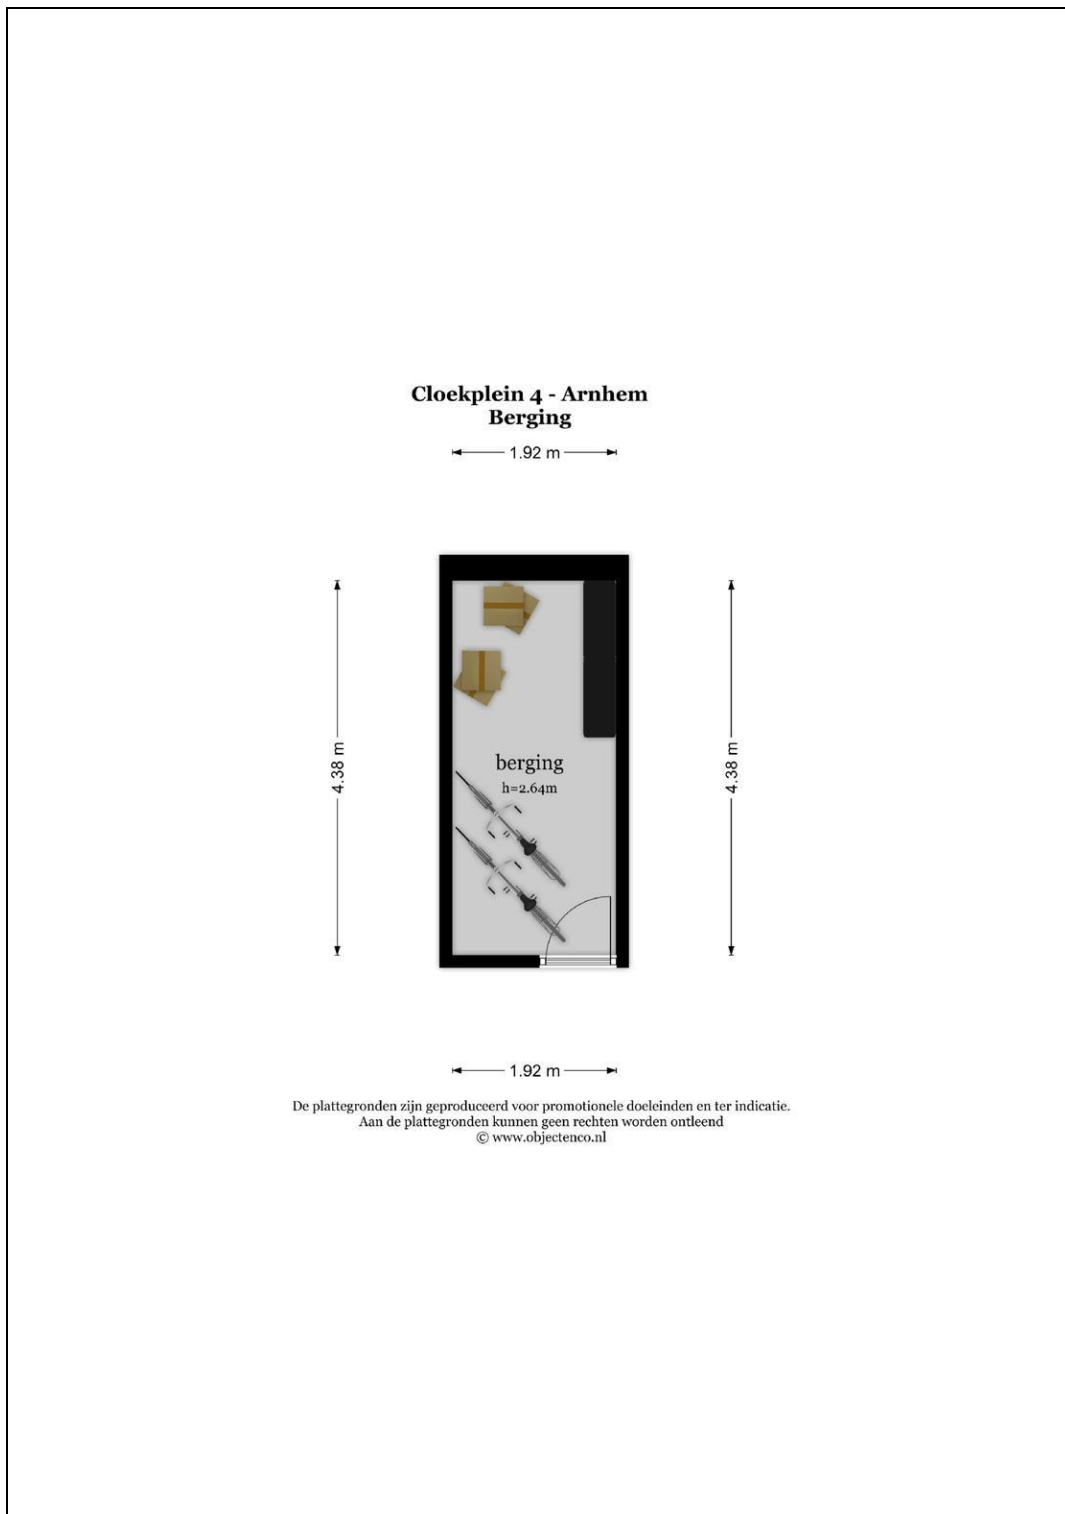 Cloekplein 4 - Arnhem
Berging
1.92 m
4.38 m
4.38 m
berging
h=2.64m
1.92 m
De plattegronden zijn geproduceerd voor promotionele doeleinden en ter indicatie.
Aan de plattegronden kunnen geen rechten worden ontleend
© www.objectenco.nl